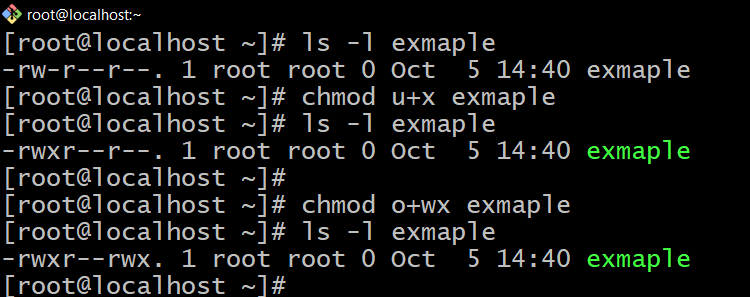 root@localhost:~
[root@localhost ~]# ls -l exmaple
-rw-r--r--. 1 root root 0 Oct  5 14:40 exmaple
[root@localhost ~]# chmod u+x exmaple
[root@localhost ~]# ls -l exmaple
-rwxr--r--. 1 root root 0 Oct  5 14:40 exmaple
[root@localhost ~]#
[root@localhost ~]# chmod o+wx exmaple
[root@localhost ~]# ls -l exmaple
-rwxr--rwx. 1 root root 0 Oct  5 14:40 exmaple
[root@localhost ~]#